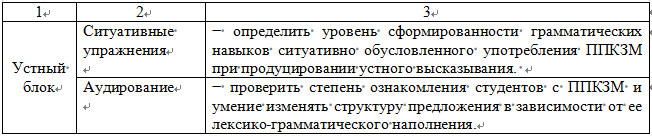 1 2 3
Устный блок
Ситуативные упражнения
– определить уровень сформированности грамматических
навыков ситуативно обусловленного употребления ППКЗМ
при продуцировании устного высказывания.
Аудирование
– проверить степень ознакомления студентов с ППКЗМ и
умение изменять структуру предложения в зависимости от ее
лексико-грамматического наполнения.